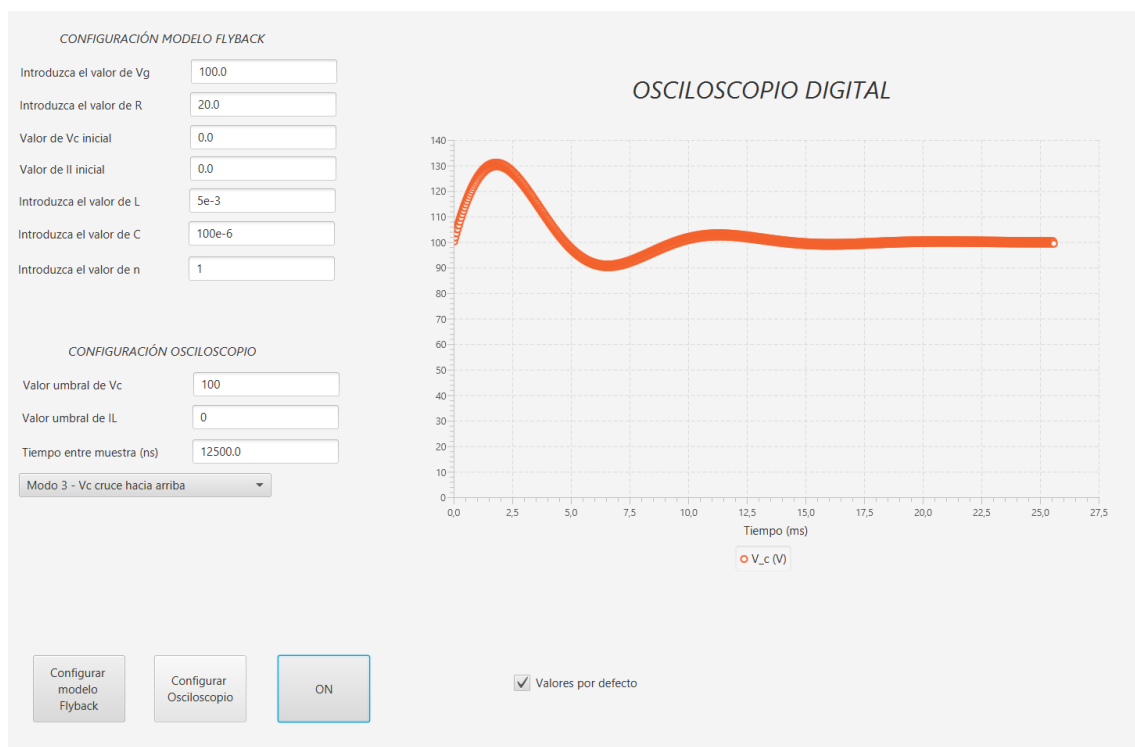 CONFIGURACIÓN MODELO FLYBACK
Introduzca el valor de Vg 100.0
Introduzca el valor de R 20.0
Valor de Vc inicial 0.0
Valor de Il inicial 0.0
Introduzca el valor de L 5e-3
Introduzca el valor de C 100e-6
Introduzca el valor de n 1
CONFIGURACIÓN OSCILOSCOPIO
Valor umbral de Vc 100
Valor umbral de IL 0
Tiempo entre muestra (ns) 12500.0
Modo 3 - Vc cruce hacia arriba
Configurar
modelo
Flyback
Configurar
Osciloscopio
ON
OSCILOSCOPIO DIGITAL
140
130
120
110
100
90
80
70
60
50
40
30
20
10
0
0,0 2,5 5,0 7,5 10,0 12,5 15,0 17,5 20,0 22,5 25,0 27,5
Tiempo (ms)
V_c (V)
Valores por defecto